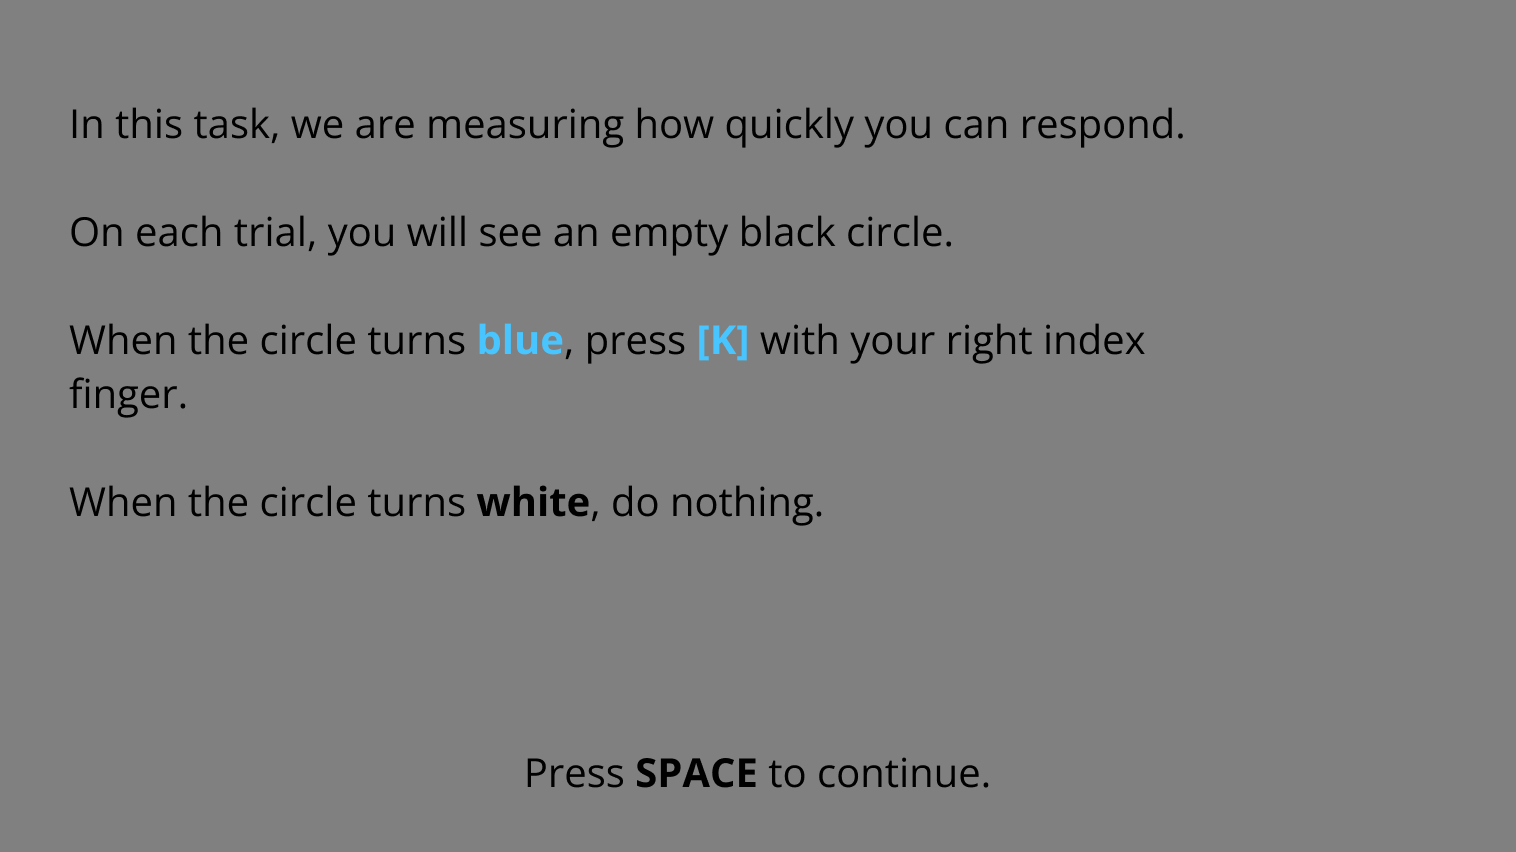 In this task, we are measuring how quickly you can respond.
On each trial, you will see an empty black circle.
When the circle turns blue, press [K] with your right index
finger.
When the circle turns white, do nothing.
Press SPACE to continue.